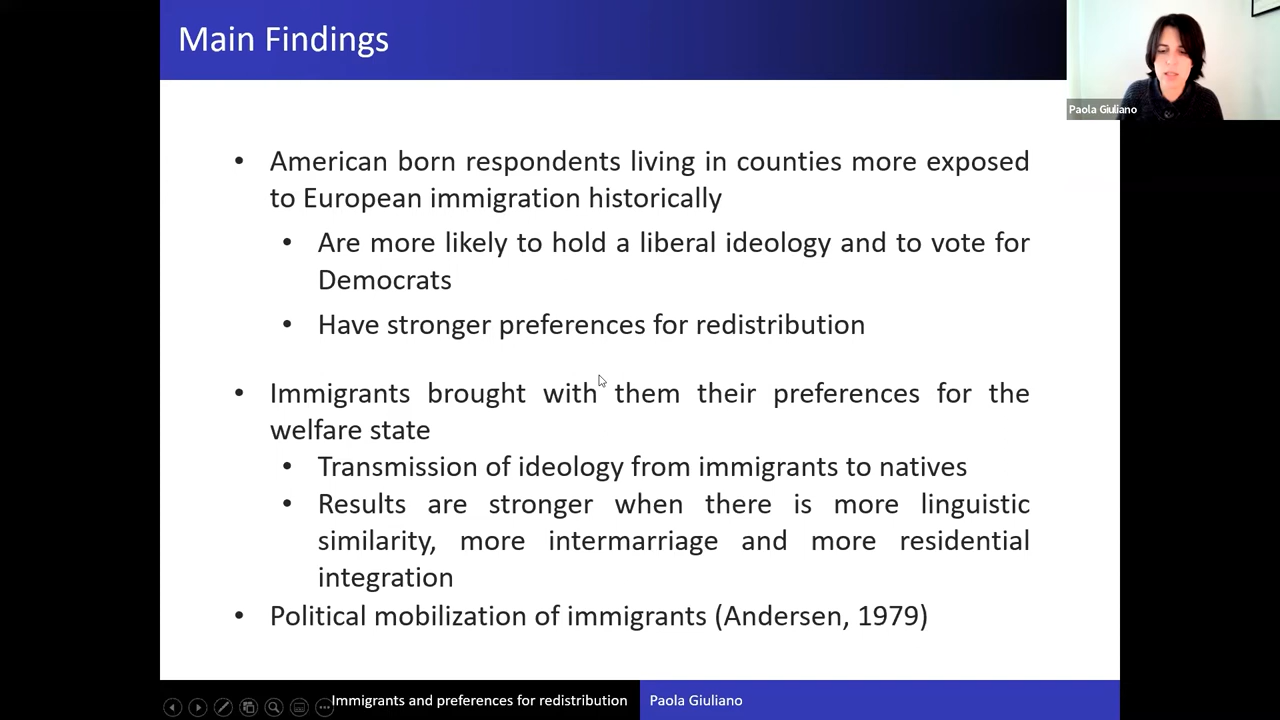 Main Findings
Paola Giuliano
• American born respondents living in counties more exposed
to European immigration historically
• Are more likely to hold a liberal ideology and to vote for
Democrats
• Have stronger preferences for redistribution
• Immigrants brought with them their preferences for the
welfare state
• Transmission of ideology from immigrants to natives
• Results are stronger when there is more linguistic
similarity, more intermarriage and more residential
integration
• Political mobilization of immigrants (Andersen, 1979)
Immigrants and preferences for redistribution
Paola Giuliano